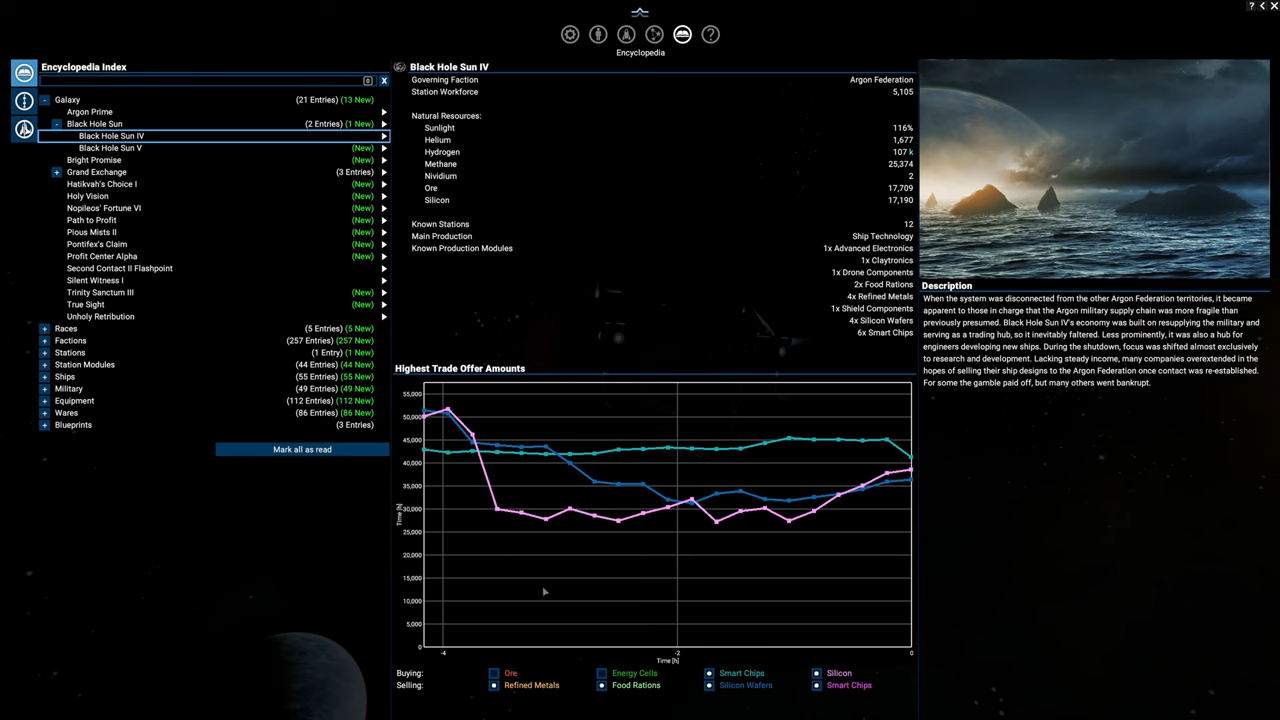 ?
Encyclopedia
Encyclopedia Index
X
Galaxy (21 Entries) (13 New)
Argon Prime
Black Hole Sun (2 Entries) (1 New)
Black Hole Sun IV
Black Hole Sun V (New)
Bright Promise (New)
Grand Exchange (3 Entries)
Hatikvah's Choice I (New)
Holy Vision (New)
Nopileos' Fortune VI (New)
Path to Profit (New)
Pious Mists II (New)
Pontifex's Claim (New)
Profit Center Alpha (New)
Second Contact II Flashpoint
Silent Witness I
Trinity Sanctum III (New)
True Sight (New)
Unholy Retribution
Races (5 Entries) (5 New)
Factions (257 Entries) (257 New)
Stations (1 Entry) (1 New)
Station Modules (44 Entries) (44 New)
Ships (55 Entries) (55 New)
Military (49 Entries) (49 New)
Equipment (112 Entries) (112 New)
Wares (86 Entries) (86 New)
Blueprints (3 Entries)
Mark all as read
Black Hole Sun IV
Governing Faction Argon Federation
Station Workforce 5,105
Natural Resources:
Sunlight 116%
Helium 1,677
Hydrogen 107 k
Methane 25,374
Nividium 2
Ore 17,709
Silicon 17,190
Known Stations 12
Main Production Ship Technology
Known Production Modules 1x Advanced Electronics
1x Claytronics
1x Drone Components
2x Food Rations
4x Refined Metals
1x Shield Components
4x Silicon Wafers
6x Smart Chips
Highest Trade Offer Amounts
55,000
50,000
45,000
40,000
35,000
30,000
25,000
20,000
15,000
10,000
5,000
0
Time [h]
-4 -2 0
Time [h]
Buying: Ore Energy Cells Smart Chips Silicon
Selling: Refined Metals Food Rations Silicon Wafers Smart Chips
Description
When the system was disconnected from the other Argon Federation territories, it became
apparent to those in charge that the Argon military supply chain was more fragile than
previously presumed. Black Hole Sun IV's economy was built on resupplying the military and
serving as a trading hub, so it inevitably faltered. Less prominently, it was also a hub for
engineers developing new ships. During the shutdown, focus was shifted almost exclusively
to research and development. Lacking steady income, many companies overextended in the
hopes of selling their ship designs to the Argon Federation once contact was re-established.
For some the gamble paid off, but many others went bankrupt.